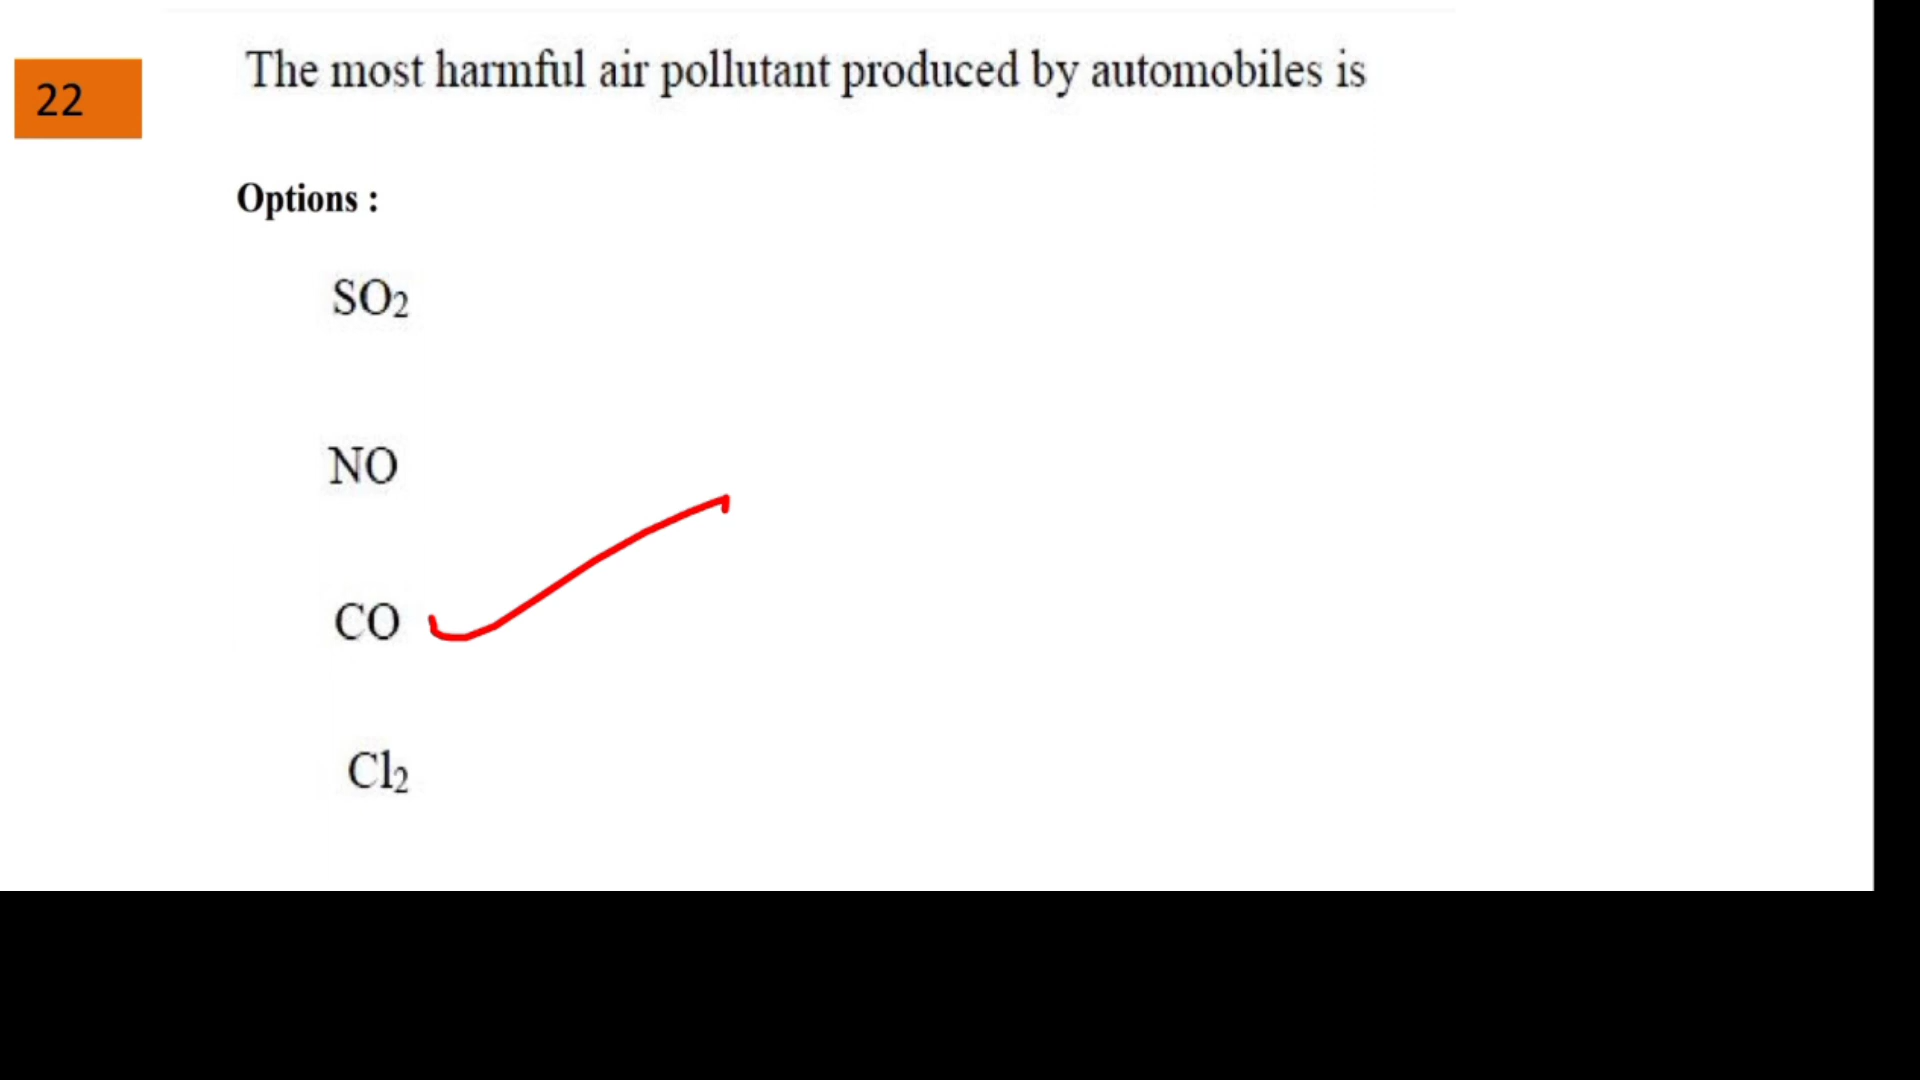 22
The most harmful air pollutant produced by automobiles is
Options :
SO₂
NO
CO
Cl₂